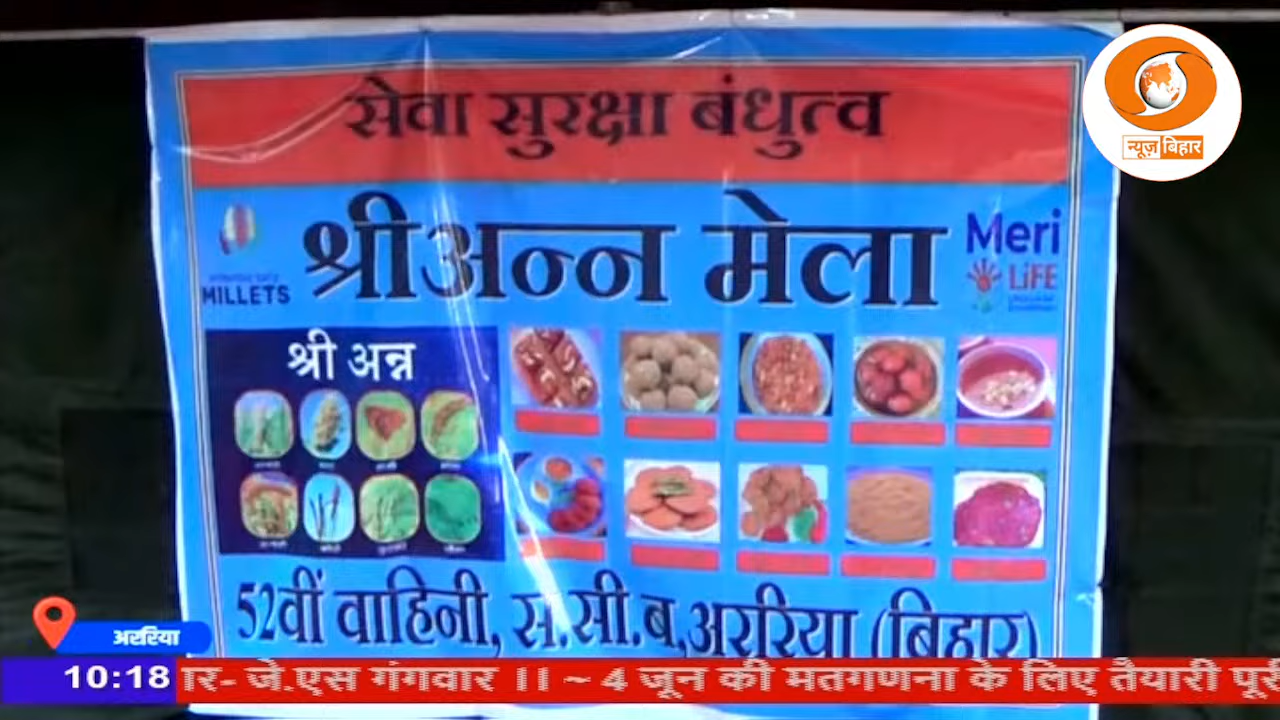 सेवा सुरक्षा बंधुत्व
श्रीअन्न मेला
MILLETS
Meri
LiFE
श्री अन्न
52वीं वाहिनी, स.सी.ब,अररिया (बिहार)
न्यूज़ बिहार
अररिया
10:18
ार- जे.एस गंगवार ।। ~ 4 जून की मतगणना के लिए तैयारी पूरी